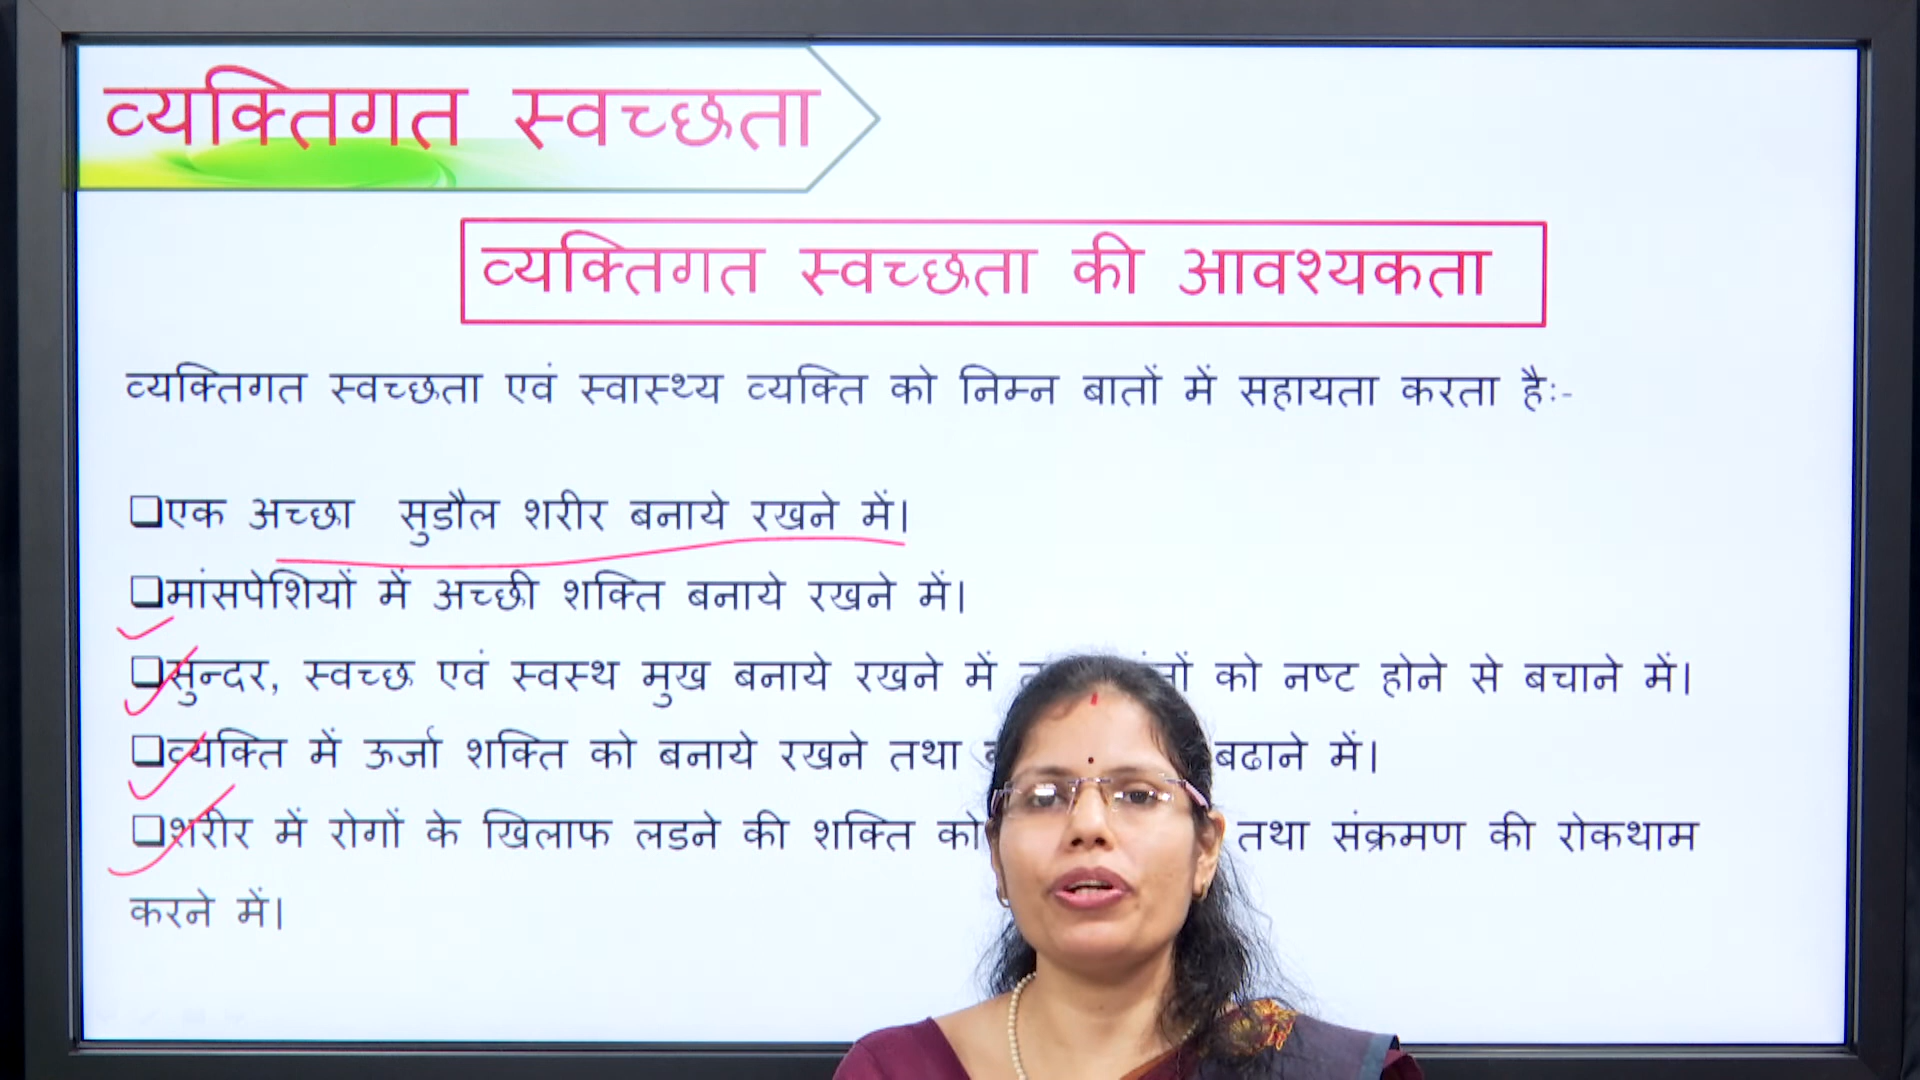 व्यक्तिगत स्वच्छता
व्यक्तिगत स्वच्छता की आवश्यकता
व्यक्तिगत स्वच्छता एवं स्वास्थ्य व्यक्ति को निम्न बातों में सहायता करता है:-
❑एक अच्छा सुडौल शरीर बनाये रखने में।
❑मांसपेशियों में अच्छी शक्ति बनाये रखने में।
❑सुन्दर, स्वच्छ एवं स्वस्थ मुख बनाये रखने में को नष्ट होने से बचाने में।
❑व्यक्ति में ऊर्जा शक्ति को बनाये रखने तथा बढाने में।
❑शरीर में रोगों के खिलाफ लडने की शक्ति को तथा संक्रमण की रोकथाम
करने में।